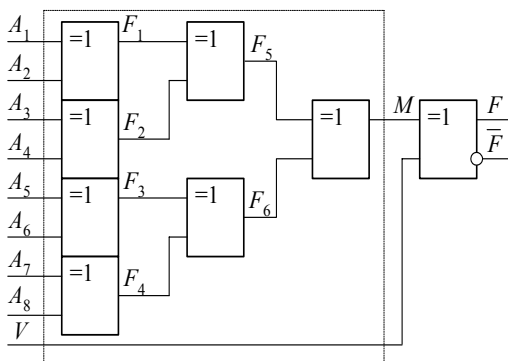 A₁ =1 F₁ =1 F₅
A₂
A₃ =1 F₂ =1 M =1 F
A₄ F̅
A₅ =1 F₃ =1 F₆
A₆
A₇ =1 F₄
A₈
V